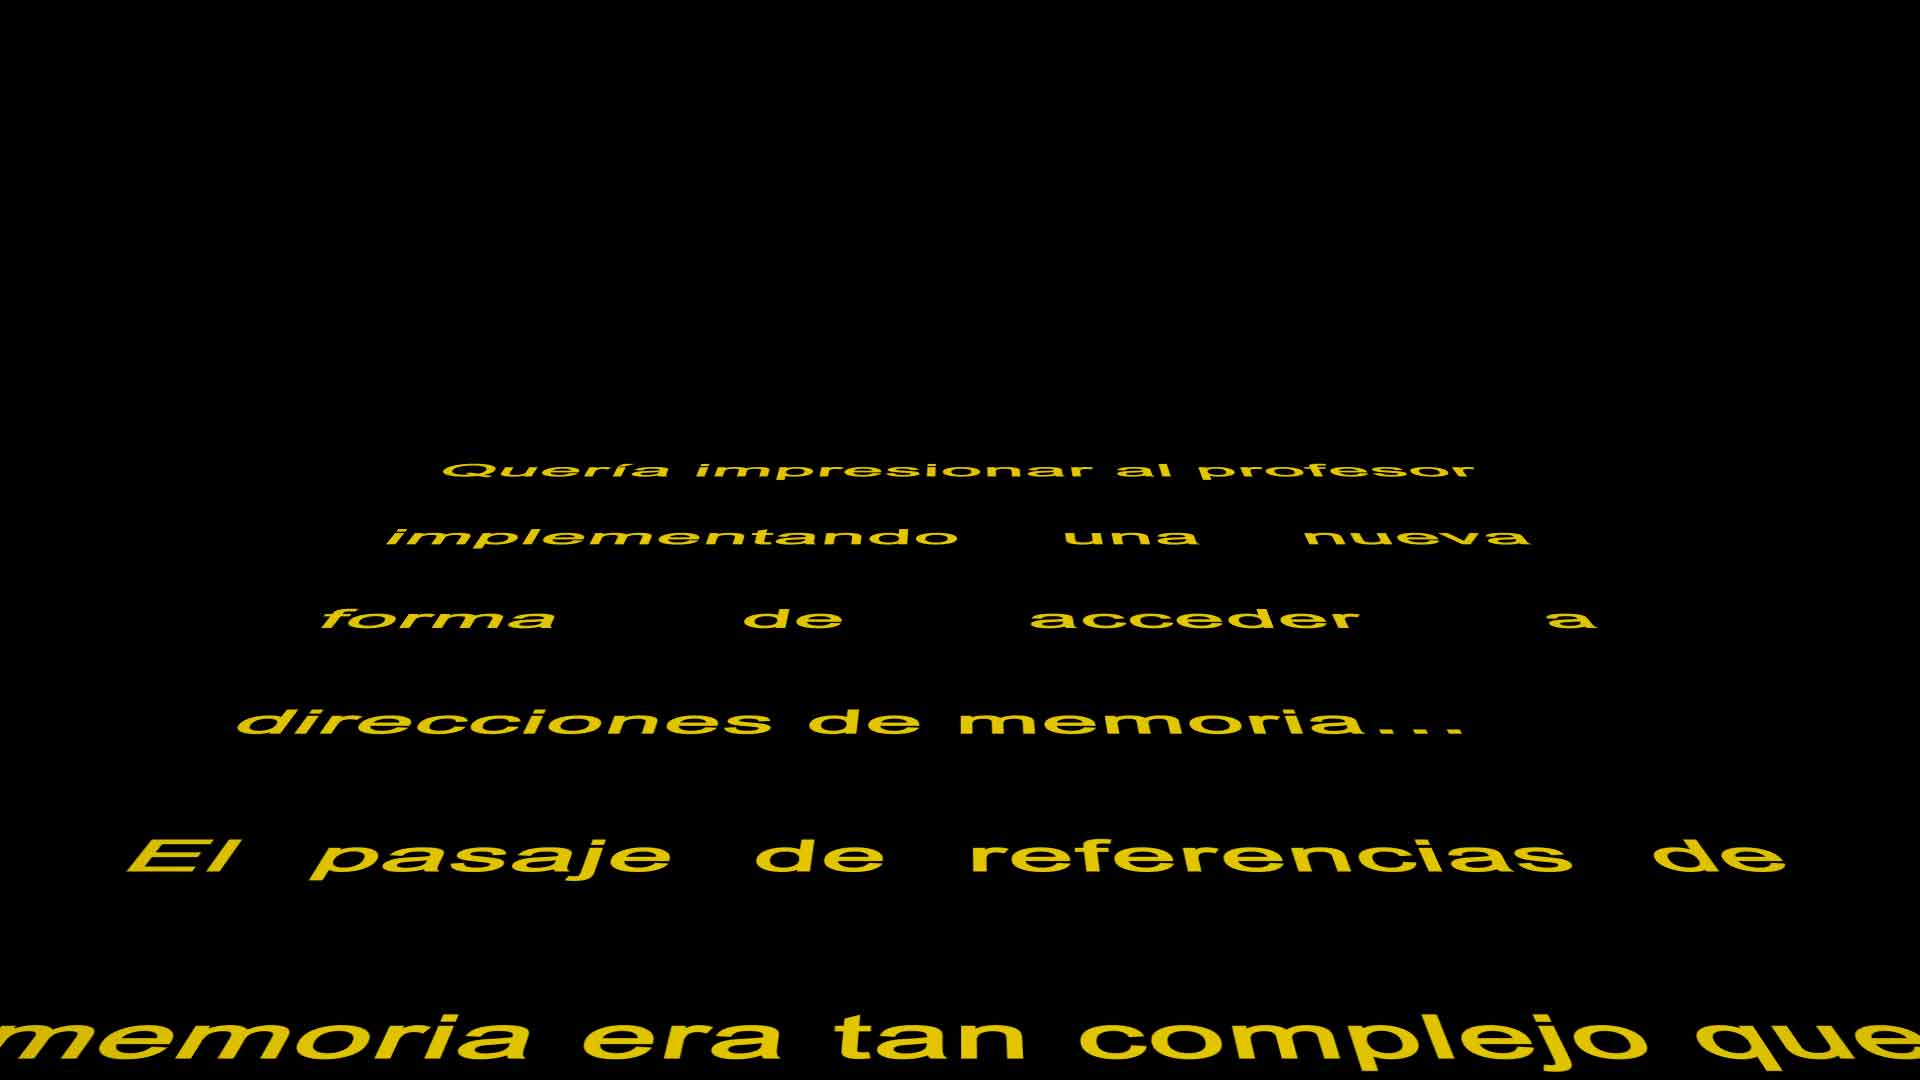 Quería impresionar al profesor
implementando una nueva
forma de acceder a
direcciones de memoria...
El pasaje de referencias de
memoria era tan complejo que